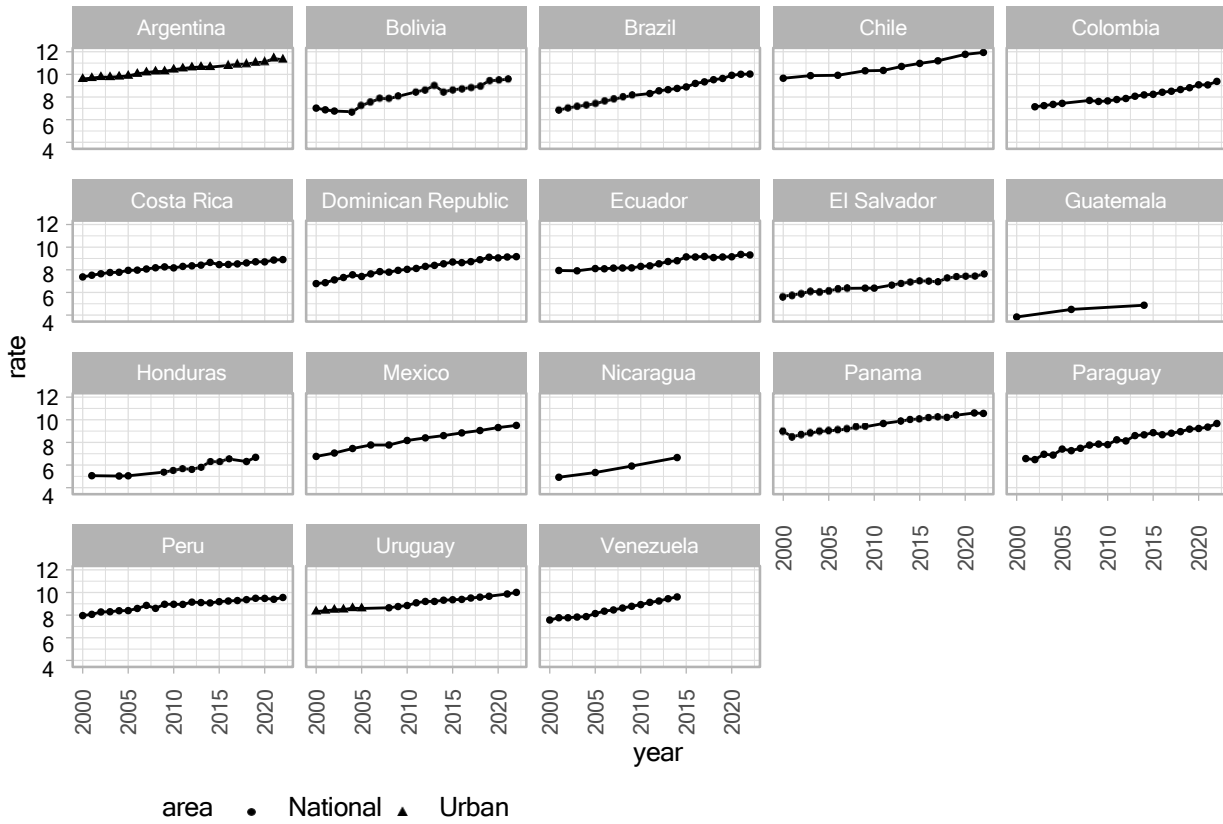 Argentina Bolivia Brazil Chile Colombia
12
10
8
6
4
Costa Rica Dominican Republic Ecuador El Salvador Guatemala
12
10
8
6
4
rate
Honduras Mexico Nicaragua Panama Paraguay
12
10
8
6
4
2000 2005 2010 2015 2020 2000 2005 2010 2015 2020
Peru Uruguay Venezuela
12
10
8
6
4
2000 2005 2010 2015 2020 2000 2005 2010 2015 2020 2000 2005 2010 2015 2020
year
area National Urban